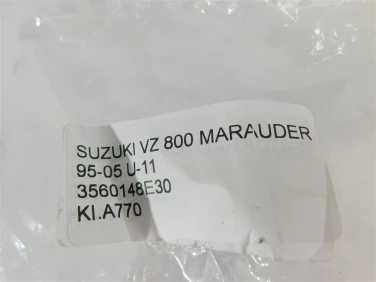 SUZUKI VZ 800 MARAUDER
95-05 U-11
3560148E30
KI.A770